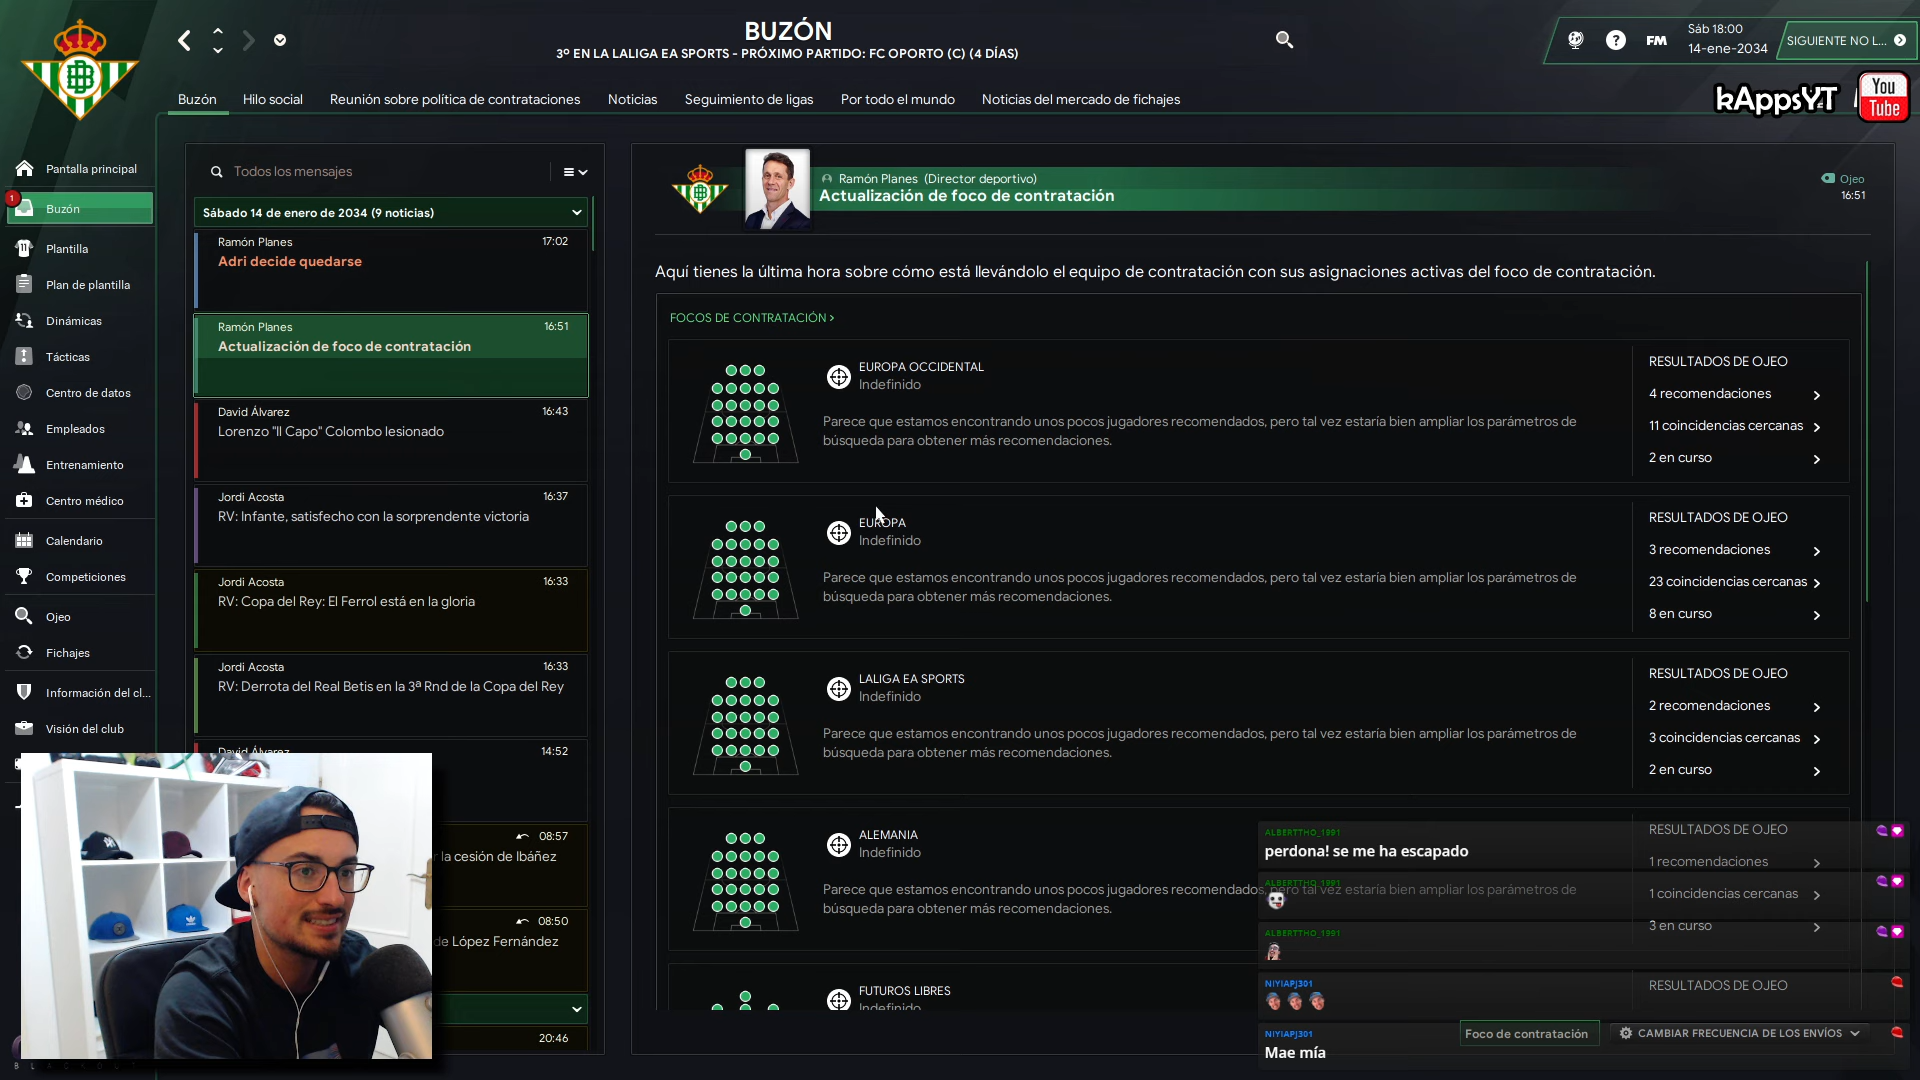 BUZÓN
3º EN LA LALIGA EA SPORTS - PRÓXIMO PARTIDO: FC OPORTO (C) (4 DÍAS)
FM
Sáb 18:00
14-ene-2034
SIGUIENTE NO L...
Buzón
Hilo social
Reunión sobre política de contrataciones
Noticias
Seguimiento de ligas
Por todo el mundo
Noticias del mercado de fichajes
kAppsYT
You
Tube
Pantalla principal
1
Buzón
Plantilla
Plan de plantilla
Dinámicas
Tácticas
Centro de datos
Empleados
Entrenamiento
Centro médico
Calendario
Competiciones
Ojeo
Fichajes
Información del cl...
Visión del club
Todos los mensajes
Sábado 14 de enero de 2034 (9 noticias)
Ramón Planes 17:02
Adri decide quedarse
Ramón Planes 16:51
Actualización de foco de contratación
David Álvarez 16:43
Lorenzo "Il Capo" Colombo lesionado
Jordi Acosta 16:37
RV: Infante, satisfecho con la sorprendente victoria
Jordi Acosta 16:33
RV: Copa del Rey: El Ferrol está en la gloria
Jordi Acosta 16:33
RV: Derrota del Real Betis en la 3ª Rnd de la Copa del Rey
David Álvarez 14:52
08:57
la cesión de Ibáñez
08:50
de López Fernández
20:46
Ramón Planes (Director deportivo)
Actualización de foco de contratación
Ojeo
16:51
Aquí tienes la última hora sobre cómo está llevándolo el equipo de contratación con sus asignaciones activas del foco de contratación.
FOCOS DE CONTRATACIÓN >
EUROPA OCCIDENTAL
Indefinido
Parece que estamos encontrando unos pocos jugadores recomendados, pero tal vez estaría bien ampliar los parámetros de
búsqueda para obtener más recomendaciones.
RESULTADOS DE OJEO
4 recomendaciones
11 coincidencias cercanas
2 en curso
EUROPA
Indefinido
Parece que estamos encontrando unos pocos jugadores recomendados, pero tal vez estaría bien ampliar los parámetros de
búsqueda para obtener más recomendaciones.
RESULTADOS DE OJEO
3 recomendaciones
23 coincidencias cercanas
8 en curso
LALIGA EA SPORTS
Indefinido
Parece que estamos encontrando unos pocos jugadores recomendados, pero tal vez estaría bien ampliar los parámetros de
búsqueda para obtener más recomendaciones.
RESULTADOS DE OJEO
2 recomendaciones
3 coincidencias cercanas
2 en curso
ALEMANIA
Indefinido
Parece que estamos encontrando unos pocos jugadores recomendados, pero tal vez estaría bien ampliar los parámetros de
búsqueda para obtener más recomendaciones.
RESULTADOS DE OJEO
1 recomendaciones
1 coincidencias cercanas
3 en curso
FUTUROS LIBRES
Indefinido
RESULTADOS DE OJEO
ALBERTTHO_1991
perdona! se me ha escapado
ALBERTTHO_1991
ALBERTTHO_1991
NIYIAPJ301
NIYIAPJ301
Mae mía
Foco de contratación
CAMBIAR FRECUENCIA DE LOS ENVÍOS